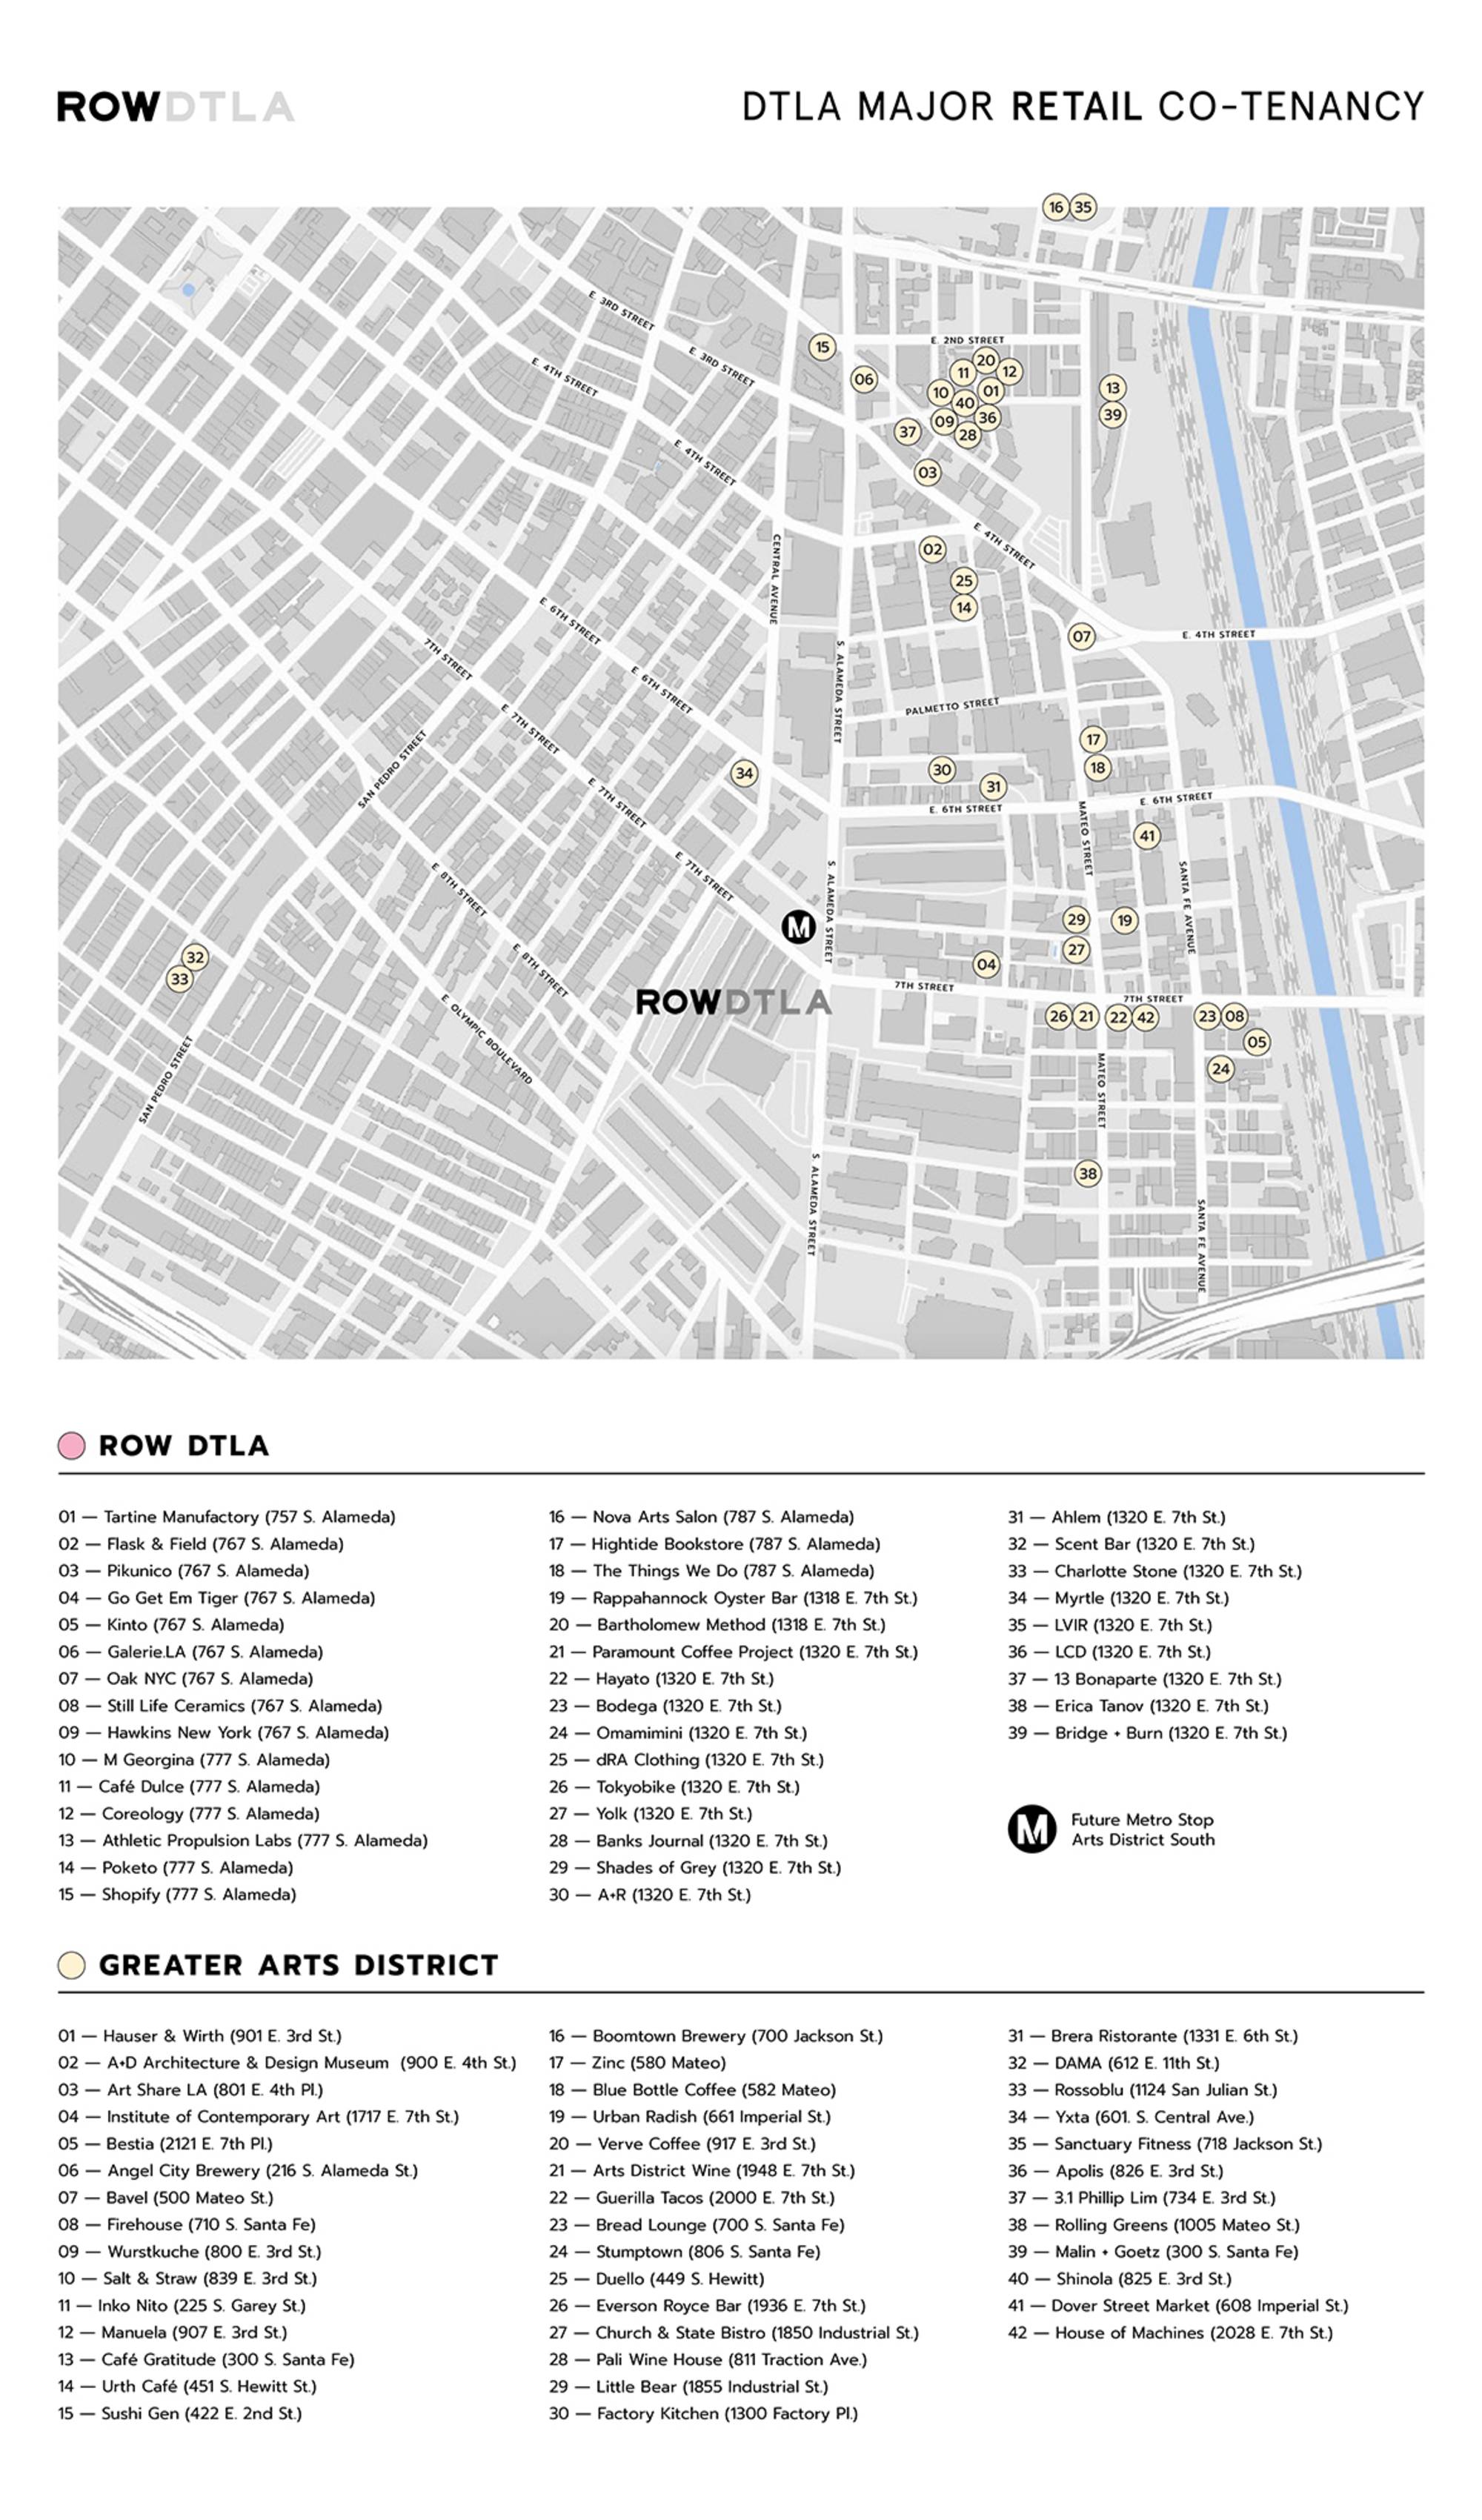 ROWDTLA
DTLA MAJOR RETAIL CO-TENANCY
16 35
E. 3RD STREET
15
E. 2ND STREET
E. 3RD STREET
20
11
12
E. 4TH STREET
06
10
01
13
40
39
09
36
37
28
E. 4TH STREET
03
E. 4TH STREET
02
CENTRAL AVENUE
25
14
E. 6TH STREET
07
E. 4TH STREET
7TH STREET
S. ALAMEDA STREET
E. 6TH STREET
PALMETTO STREET
E. 7TH STREET
17
SAN PEDRO STREET
34
30
18
31
E. 7TH STREET
E. 6TH STREET
E. 6TH STREET
MATEO STREET
41
E. 7TH STREET
E. 8TH STREET
S. ALAMEDA STREET
SANTA FE AVENUE
M
29
19
27
32
33
E. 8TH STREET
04
7TH STREET
7TH STREET
ROWDTLA
26 21 22 42 23 08
E. OLYMPIC BOULEVARD
05
24
SAN PEDRO STREET
MATEO STREET
38
S. ALAMEDA STREET
SANTA FE AVENUE
ROW DTLA
01 — Tartine Manufactory (757 S. Alameda)
02 — Flask & Field (767 S. Alameda)
03 — Pikunico (767 S. Alameda)
04 — Go Get Em Tiger (767 S. Alameda)
05 — Kinto (767 S. Alameda)
06 — Galerie.LA (767 S. Alameda)
07 — Oak NYC (767 S. Alameda)
08 — Still Life Ceramics (767 S. Alameda)
09 — Hawkins New York (767 S. Alameda)
10 — M Georgina (777 S. Alameda)
11 — Café Dulce (777 S. Alameda)
12 — Coreology (777 S. Alameda)
13 — Athletic Propulsion Labs (777 S. Alameda)
14 — Poketo (777 S. Alameda)
15 — Shopify (777 S. Alameda)
16 — Nova Arts Salon (787 S. Alameda)
17 — Hightide Bookstore (787 S. Alameda)
18 — The Things We Do (787 S. Alameda)
19 — Rappahannock Oyster Bar (1318 E. 7th St.)
20 — Bartholomew Method (1318 E. 7th St.)
21 — Paramount Coffee Project (1320 E. 7th St.)
22 — Hayato (1320 E. 7th St.)
23 — Bodega (1320 E. 7th St.)
24 — Omamimini (1320 E. 7th St.)
25 — dRA Clothing (1320 E. 7th St.)
26 — Tokyobike (1320 E. 7th St.)
27 — Yolk (1320 E. 7th St.)
28 — Banks Journal (1320 E. 7th St.)
29 — Shades of Grey (1320 E. 7th St.)
30 — A+R (1320 E. 7th St.)
31 — Ahlem (1320 E. 7th St.)
32 — Scent Bar (1320 E. 7th St.)
33 — Charlotte Stone (1320 E. 7th St.)
34 — Myrtle (1320 E. 7th St.)
35 — LVIR (1320 E. 7th St.)
36 — LCD (1320 E. 7th St.)
37 — 13 Bonaparte (1320 E. 7th St.)
38 — Erica Tanov (1320 E. 7th St.)
39 — Bridge + Burn (1320 E. 7th St.)
M
Future Metro Stop
Arts District South
GREATER ARTS DISTRICT
01 — Hauser & Wirth (901 E. 3rd St.)
02 — A+D Architecture & Design Museum (900 E. 4th St.)
03 — Art Share LA (801 E. 4th Pl.)
04 — Institute of Contemporary Art (1717 E. 7th St.)
05 — Bestia (2121 E. 7th Pl.)
06 — Angel City Brewery (216 S. Alameda St.)
07 — Bavel (500 Mateo St.)
08 — Firehouse (710 S. Santa Fe)
09 — Wurstkuche (800 E. 3rd St.)
10 — Salt & Straw (839 E. 3rd St.)
11 — Inko Nito (225 S. Garey St.)
12 — Manuela (907 E. 3rd St.)
13 — Café Gratitude (300 S. Santa Fe)
14 — Urth Café (451 S. Hewitt St.)
15 — Sushi Gen (422 E. 2nd St.)
16 — Boomtown Brewery (700 Jackson St.)
17 — Zinc (580 Mateo)
18 — Blue Bottle Coffee (582 Mateo)
19 — Urban Radish (661 Imperial St.)
20 — Verve Coffee (917 E. 3rd St.)
21 — Arts District Wine (1948 E. 7th St.)
22 — Guerilla Tacos (2000 E. 7th St.)
23 — Bread Lounge (700 S. Santa Fe)
24 — Stumptown (806 S. Santa Fe)
25 — Duello (449 S. Hewitt)
26 — Everson Royce Bar (1936 E. 7th St.)
27 — Church & State Bistro (1850 Industrial St.)
28 — Pali Wine House (811 Traction Ave.)
29 — Little Bear (1855 Industrial St.)
30 — Factory Kitchen (1300 Factory Pl.)
31 — Brera Ristorante (1331 E. 6th St.)
32 — DAMA (612 E. 11th St.)
33 — Rossoblu (1124 San Julian St.)
34 — Yxta (601. S. Central Ave.)
35 — Sanctuary Fitness (718 Jackson St.)
36 — Apolis (826 E. 3rd St.)
37 — 3.1 Phillip Lim (734 E. 3rd St.)
38 — Rolling Greens (1005 Mateo St.)
39 — Malin + Goetz (300 S. Santa Fe)
40 — Shinola (825 E. 3rd St.)
41 — Dover Street Market (608 Imperial St.)
42 — House of Machines (2028 E. 7th St.)